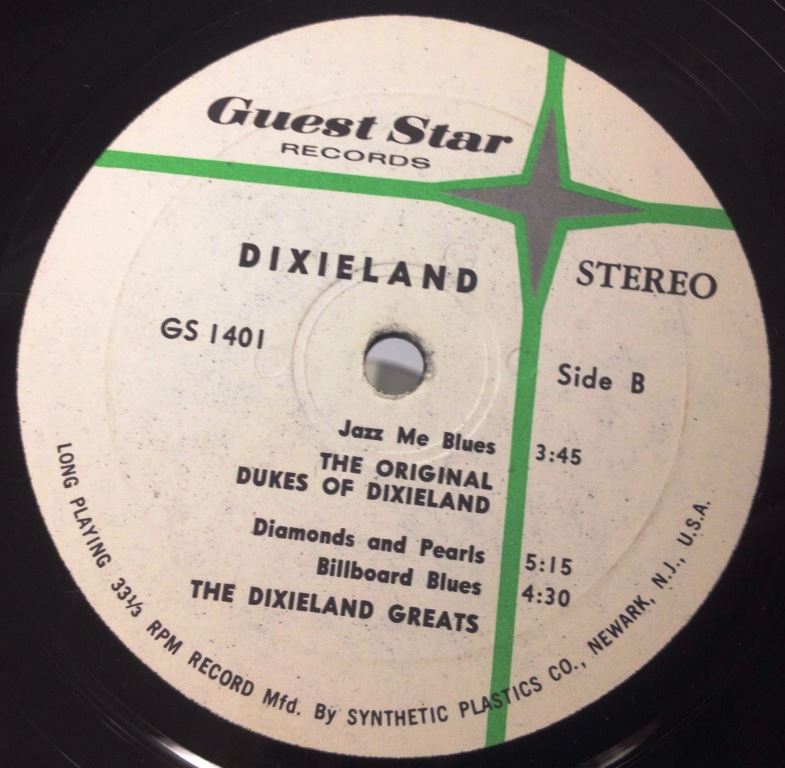 Guest Star
RECORDS
DIXIELAND
STEREO
GS 1401
Side B
Jazz Me Blues 3:45
THE ORIGINAL
DUKES OF DIXIELAND
Diamonds and Pearls 5:15
Billboard Blues 4:30
THE DIXIELAND GREATS
LONG PLAYING 33⅓ RPM RECORD Mfd. By SYNTHETIC PLASTICS CO., NEWARK, N.J., U.S.A.